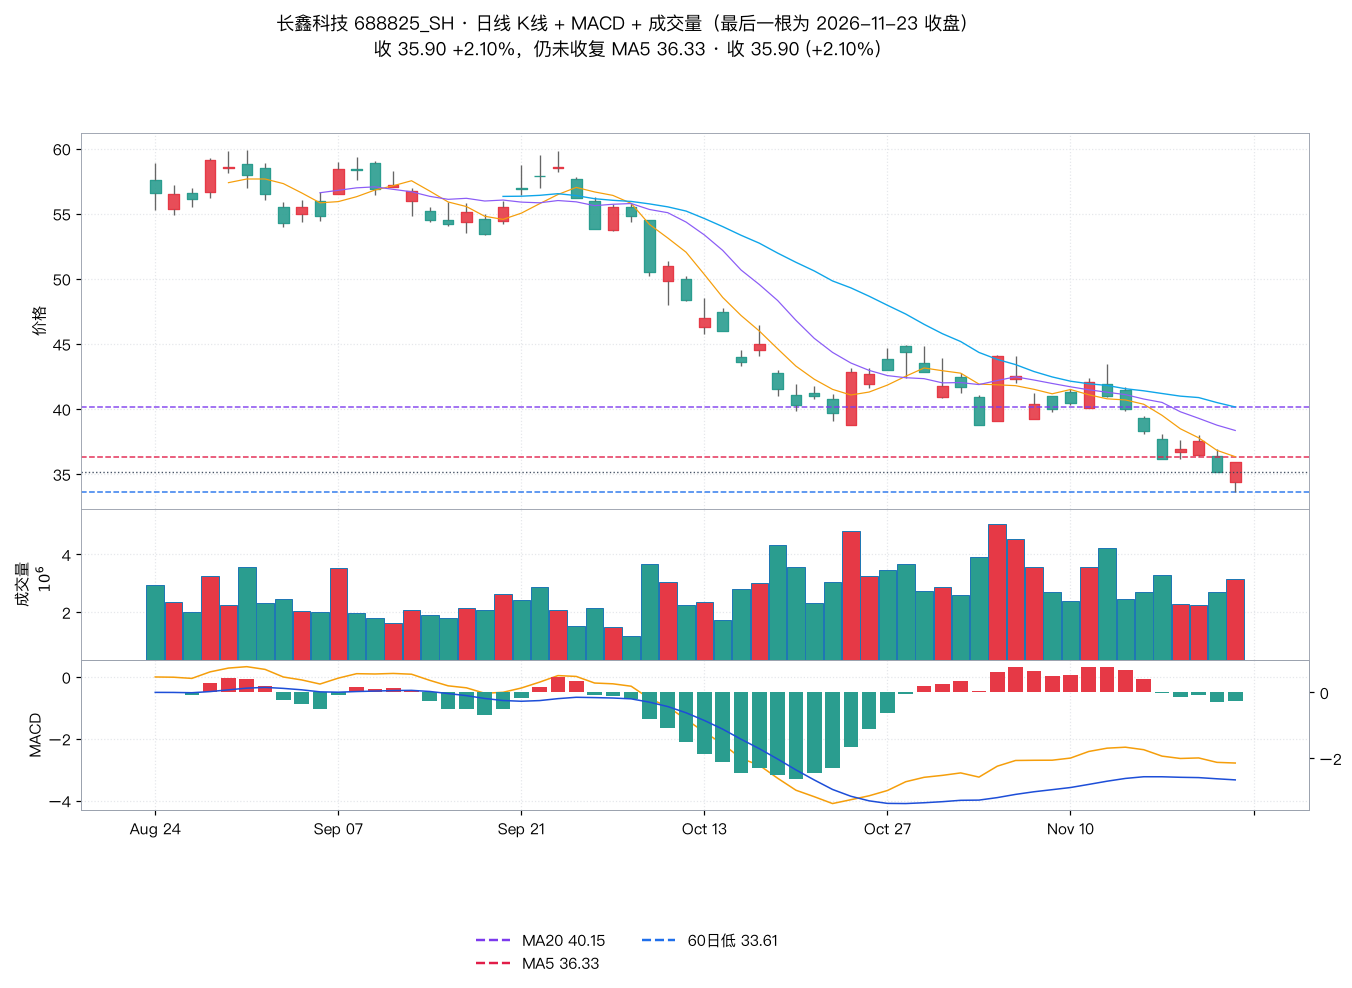 长鑫科技 688825_SH · 日线 K线 + MACD + 成交量（最后一根为 2026-11-23 收盘）
收 35.90 +2.10%，仍未收复 MA5 36.33 · 收 35.90 (+2.10%)
价格
60
55
50
45
40
35
成交量
10⁶
4
2
MACD
0
−2
−4
0
−2
Aug 24
Sep 07
Sep 21
Oct 13
Oct 27
Nov 10
MA20 40.15
MA5 36.33
60日低 33.61